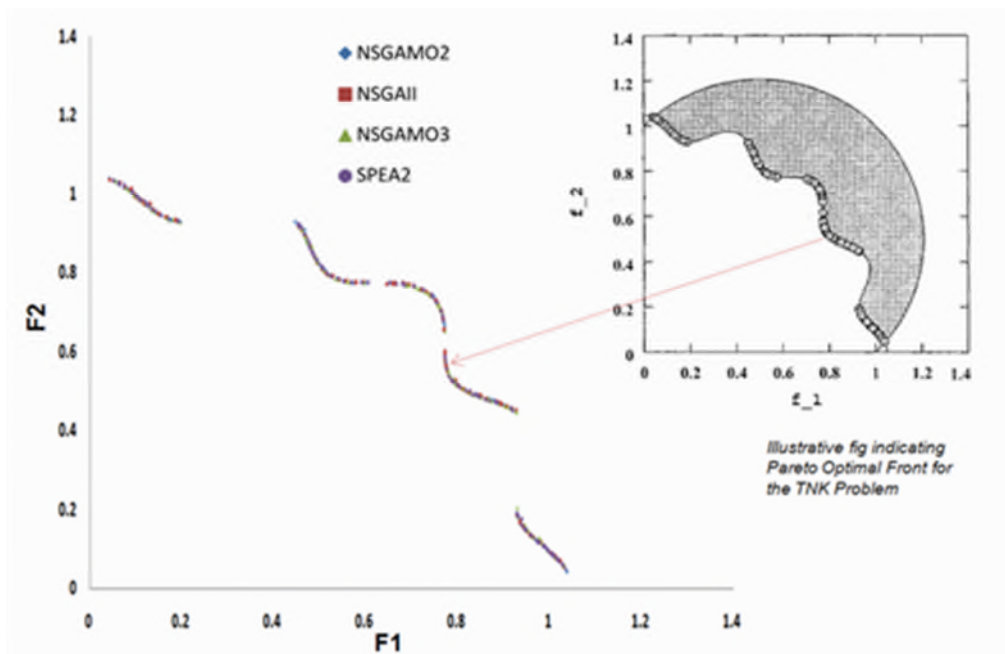 1.4
1.2
1
0.8
0.6
0.4
0.2
0
F2
0 0.2 0.4 0.6 0.8 1 1.2 1.4
F1
NSGAMO2
NSGAII
NSGAMO3
SPEA2
1.4
1.2
1
0.8
0.6
0.4
0.2
0
f_2
0 0.2 0.4 0.6 0.8 1 1.2 1.4
f_1
Illustrative fig indicating
Pareto Optimal Front for
the TNK Problem